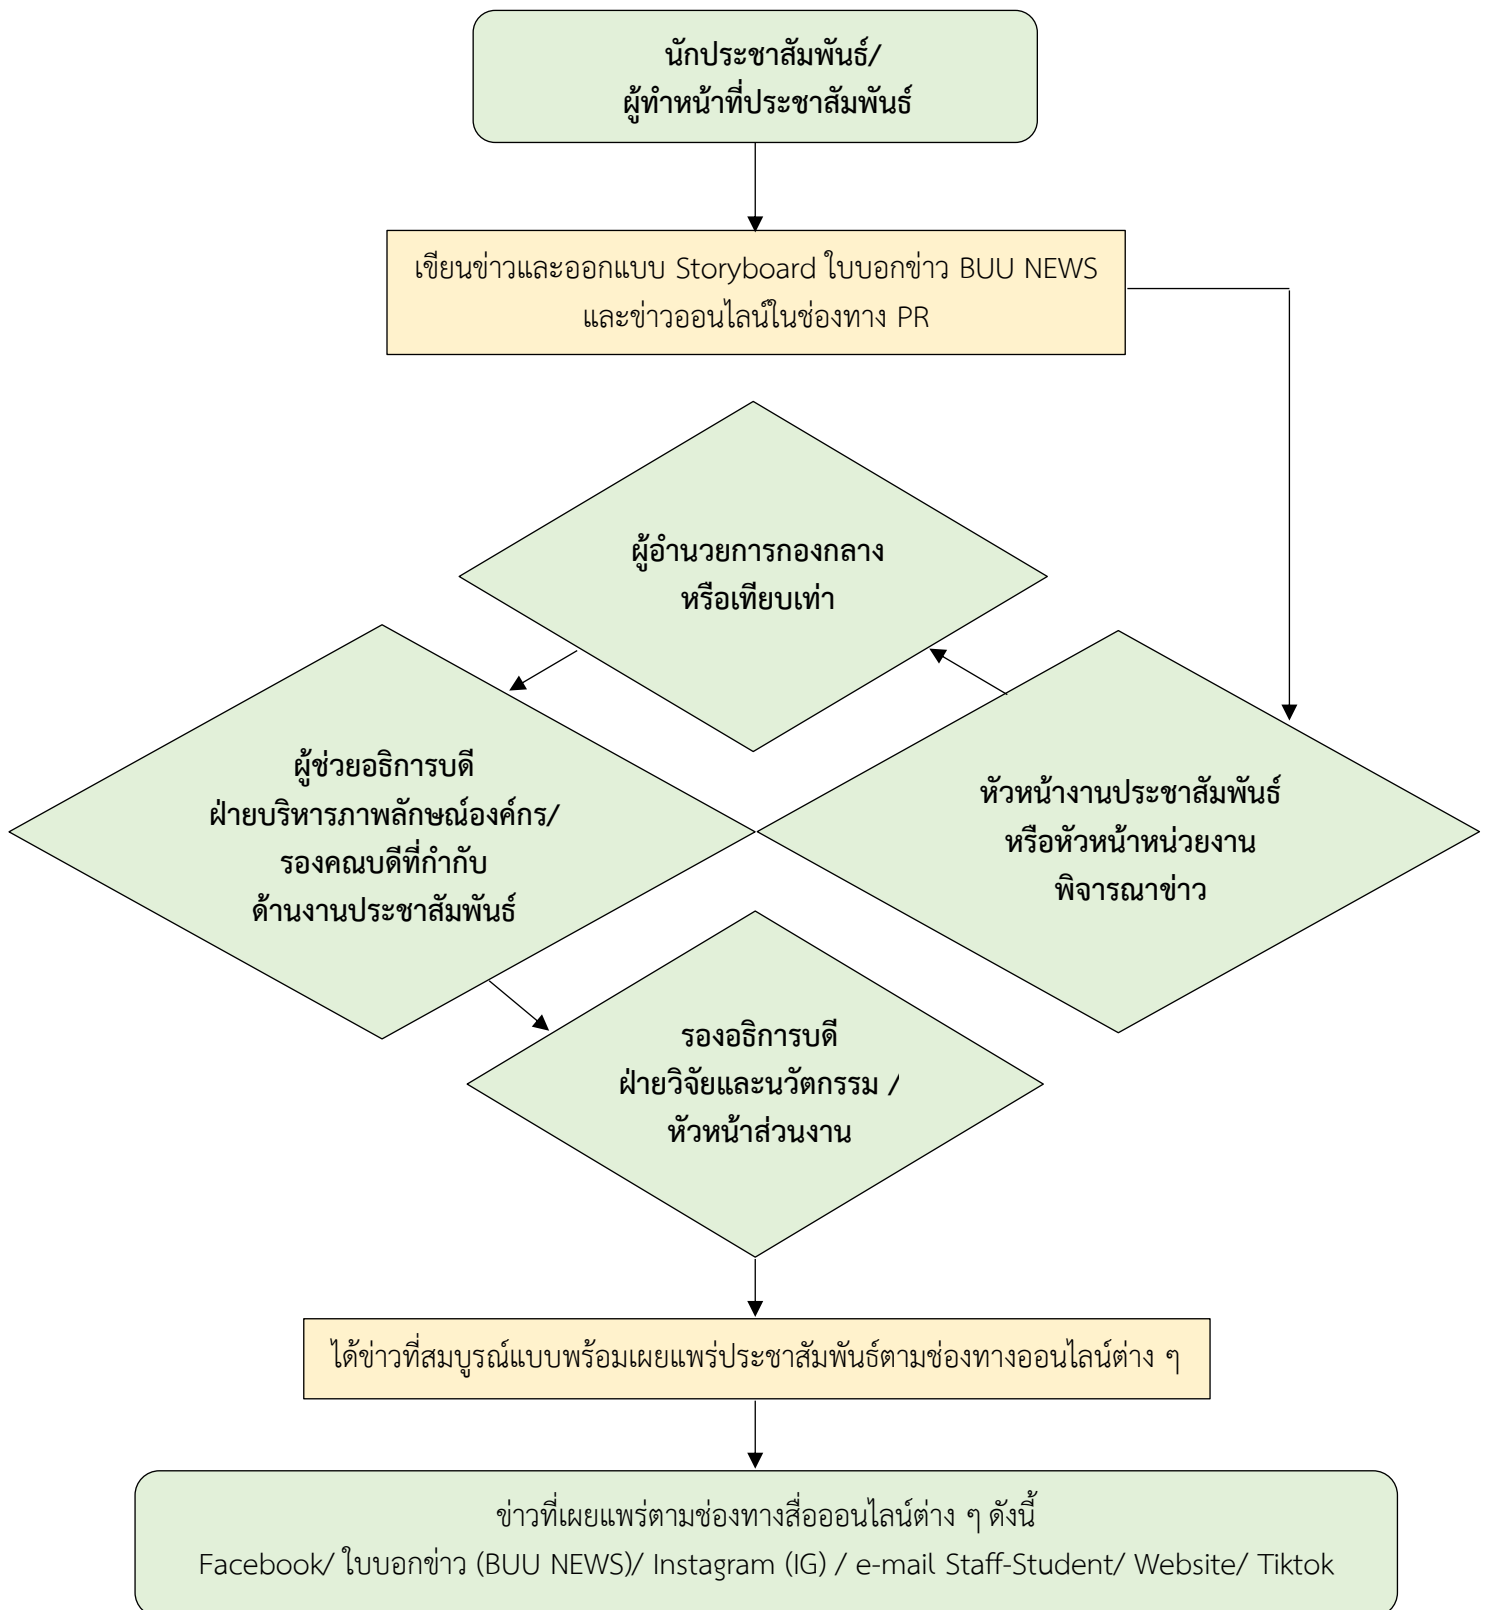 นักประชาสัมพันธ์/
ผู้ทำหน้าที่ประชาสัมพันธ์
เขียนข่าวและออกแบบ Storyboard ใบบอกข่าว BUU NEWS
และข่าวออนไลน์ในช่องทาง PR
ผู้อำนวยการกองกลาง
หรือเทียบเท่า
ผู้ช่วยอธิการบดี
ฝ่ายบริหารภาพลักษณ์องค์กร/
รองคณบดีที่กำกับ
ด้านงานประชาสัมพันธ์
หัวหน้างานประชาสัมพันธ์
หรือหัวหน้าหน่วยงาน
พิจารณาข่าว
รองอธิการบดี
ฝ่ายวิจัยและนวัตกรรม /
หัวหน้าส่วนงาน
ได้ข่าวที่สมบูรณ์แบบพร้อมเผยแพร่ประชาสัมพันธ์ตามช่องทางออนไลน์ต่าง ๆ
ข่าวที่เผยแพร่ตามช่องทางสื่อออนไลน์ต่าง ๆ ดังนี้
Facebook/ ใบบอกข่าว (BUU NEWS)/ Instagram (IG) / e-mail Staff-Student/ Website/ Tiktok